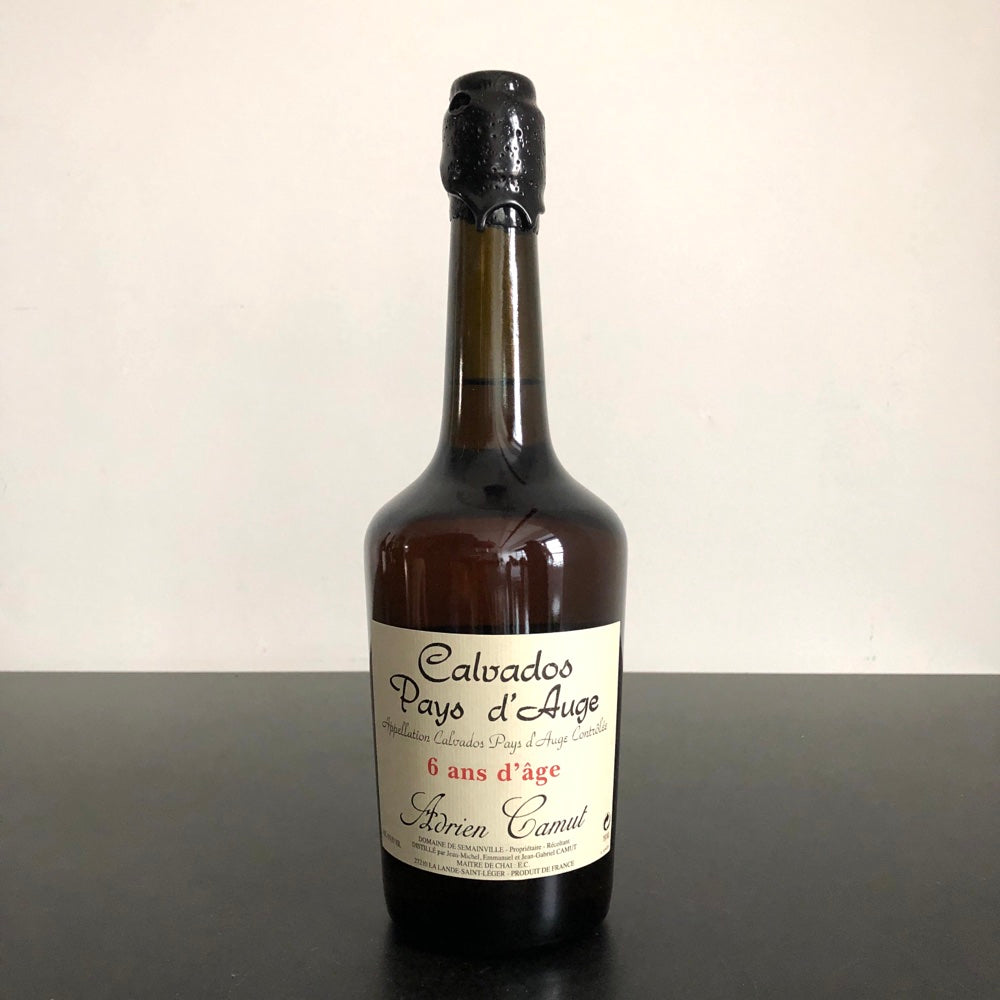 Calvados
Pays d'Auge
Appellation Calvados Pays d'Auge Contrôlée
6 ans d'âge
Adrien Camut
DOMAINE DE SEMAINVILLE - Propriétaire - Récoltant
DISTILLÉ par Jean-Michel, Emmanuel et Jean-Gabriel CAMUT
MAITRE DE CHAI : E.C.
27210 LA LANDE-SAINT-LÉGER - PRODUIT DE FRANCE